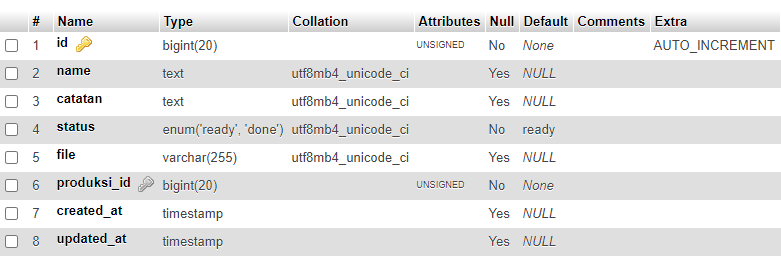 # Name Type Collation Attributes Null Default Comments Extra
1 id bigint(20) UNSIGNED No None AUTO_INCREMENT
2 name text utf8mb4_unicode_ci Yes NULL
3 catatan text utf8mb4_unicode_ci Yes NULL
4 status enum('ready', 'done') utf8mb4_unicode_ci No ready
5 file varchar(255) utf8mb4_unicode_ci Yes NULL
6 produksi_id bigint(20) UNSIGNED No None
7 created_at timestamp Yes NULL
8 updated_at timestamp Yes NULL